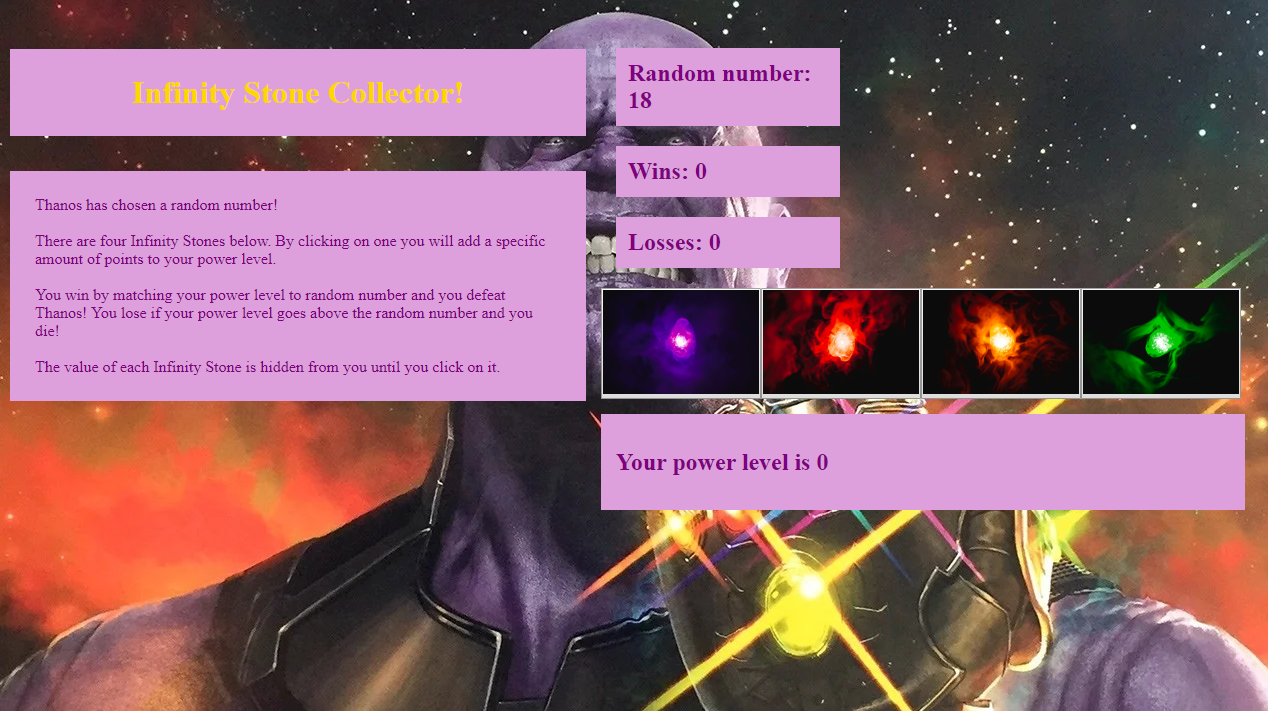 Infinity Stone Collector!
Thanos has chosen a random number!
There are four Infinity Stones below. By clicking on one you will add a specific
amount of points to your power level.
You win by matching your power level to random number and you defeat
Thanos! You lose if your power level goes above the random number and you
die!
The value of each Infinity Stone is hidden from you until you click on it.
Random number:
18
Wins: 0
Losses: 0
Your power level is 0